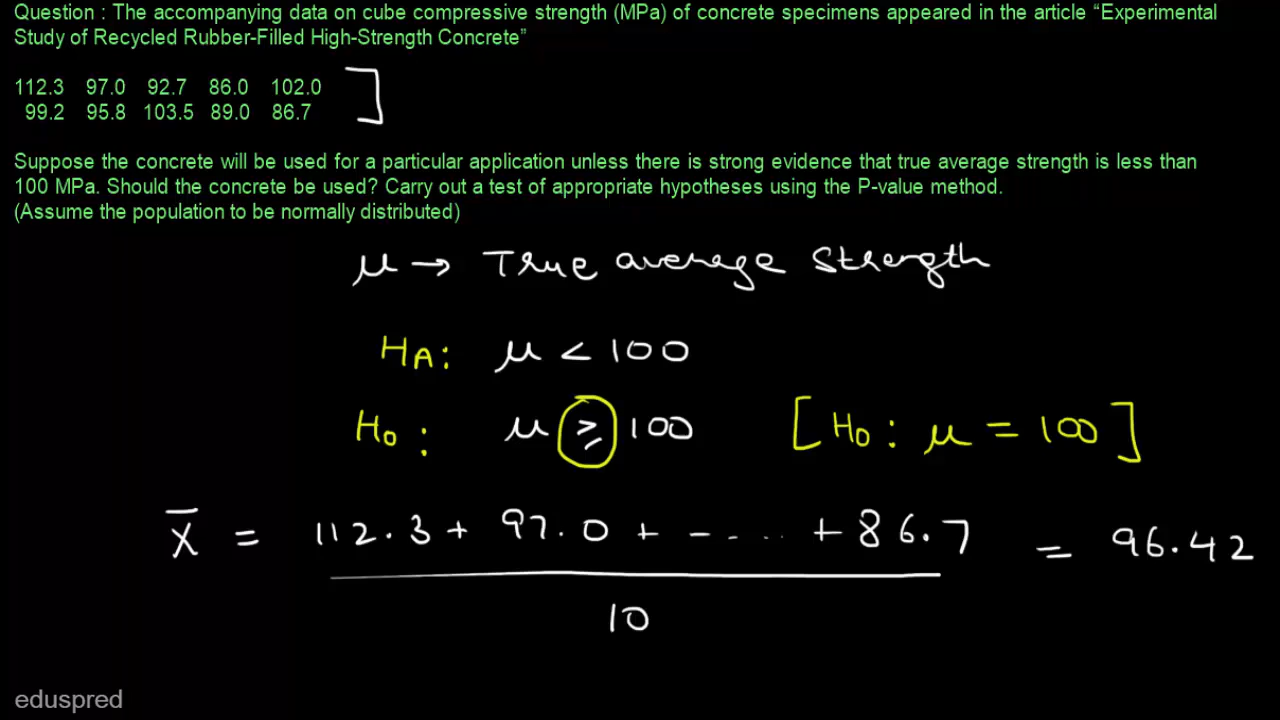 Question : The accompanying data on cube compressive strength (MPa) of concrete specimens appeared in the article “Experimental
Study of Recycled Rubber-Filled High-Strength Concrete”
112.3 97.0 92.7 86.0 102.0
99.2 95.8 103.5 89.0 86.7
Suppose the concrete will be used for a particular application unless there is strong evidence that true average strength is less than
100 MPa. Should the concrete be used? Carry out a test of appropriate hypotheses using the P-value method.
(Assume the population to be normally distributed)
μ → True average strength
HA: μ < 100
H0: μ ≥ 100 [H0: μ = 100]
X̄ = 112.3 + 97.0 + - - . . . . + 86.7 = 96.42
10
eduspred